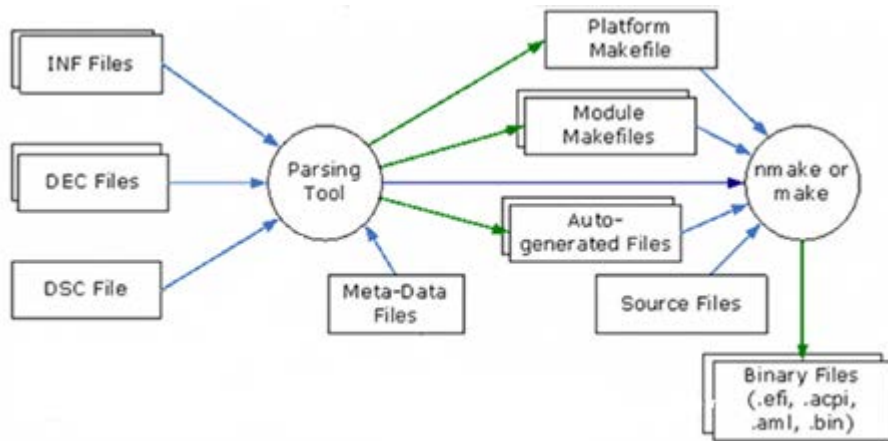 INF Files
DEC Files
DSC File
Parsing
Tool
Meta-Data
Files
Platform
Makefile
Module
Makefiles
Auto-
generated Files
Source Files
nmake or
make
Binary Files
(.efi, .acpi,
.aml, .bin)